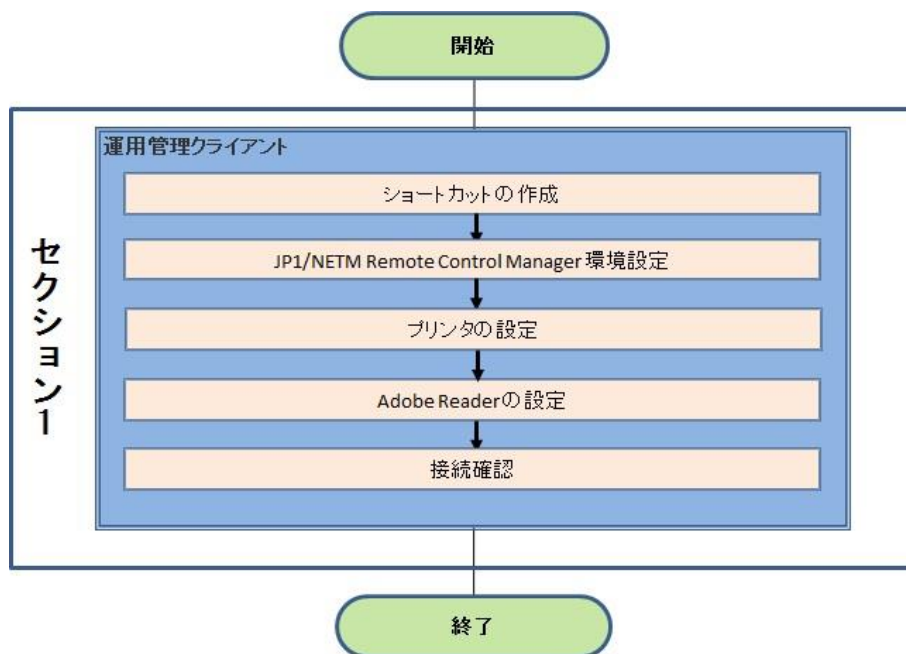 開始
セクション1
運用管理クライアント
ショートカットの作成
JP1/NETM Remote Control Manager 環境設定
プリンタの設定
Adobe Readerの設定
接続確認
終了